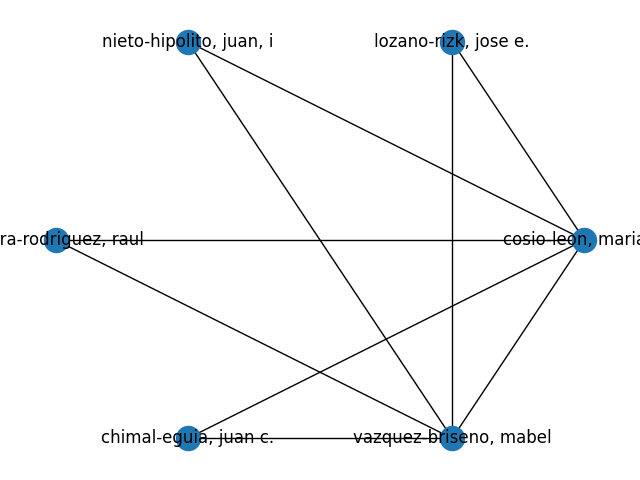 nieto-hipolito, juan, i
lozano-rizk, jose e.
ra-rodriguez, raul
cosio-leon, maria
chimal-eguia, juan c.
vazquez-briseno, mabel